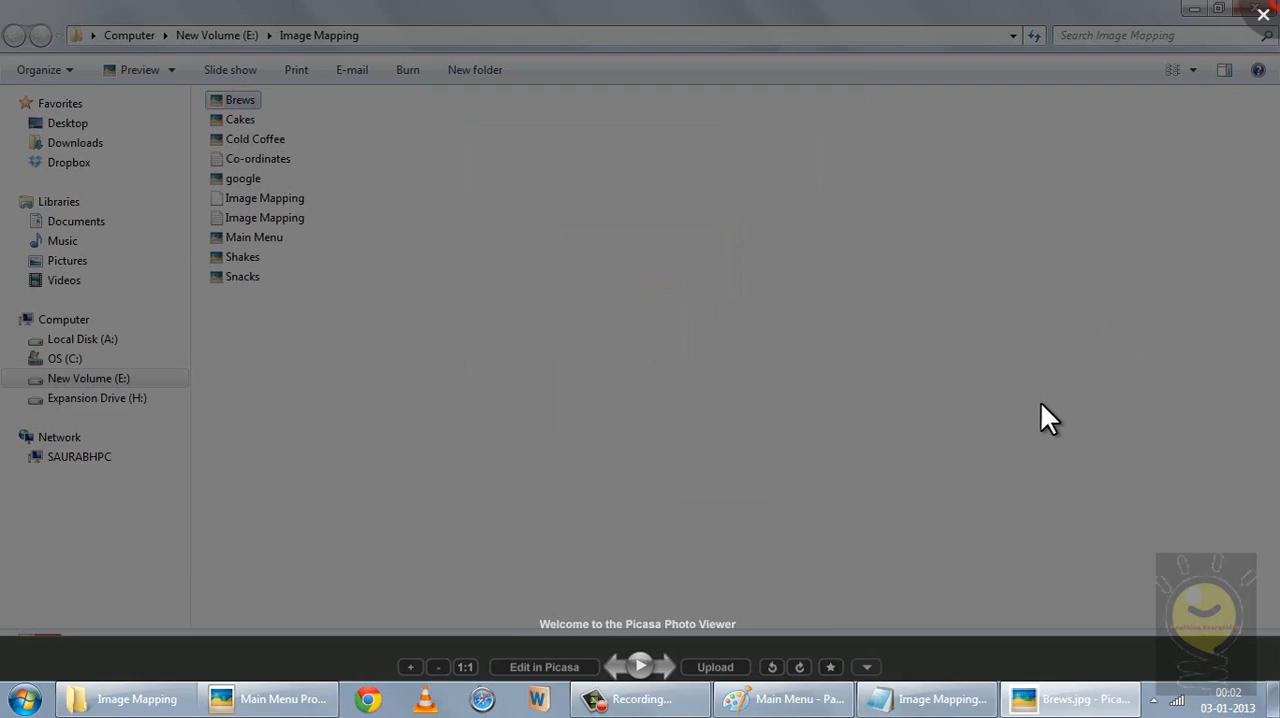 Computer New Volume (E:) Image Mapping
Search Image Mapping
Organize Preview Slide show Print E-mail Burn New folder
Favorites
Desktop
Downloads
Dropbox
Libraries
Documents
Music
Pictures
Videos
Computer
Local Disk (A:)
OS (C:)
New Volume (E:)
Expansion Drive (H:)
Network
SAURABHPC
Brews
Cakes
Cold Coffee
Co-ordinates
google
Image Mapping
Image Mapping
Main Menu
Shakes
Snacks
Welcome to the Picasa Photo Viewer
+ - 1:1 Edit in Picasa Upload
Image Mapping Main Menu Pro... Recording... Main Menu - Pa... Image Mapping... Brews.jpg - Pica...
00:02
03-01-2013